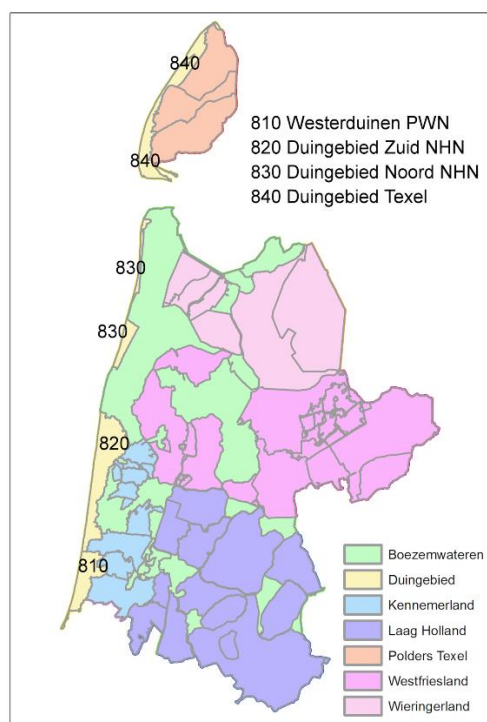 840
840
810 Westerduinen PWN
820 Duingebied Zuid NHN
830 Duingebied Noord NHN
840 Duingebied Texel
830
830
820
810
Boezemwateren
Duingebied
Kennemerland
Laag Holland
Polders Texel
Westfriesland
Wieringerland